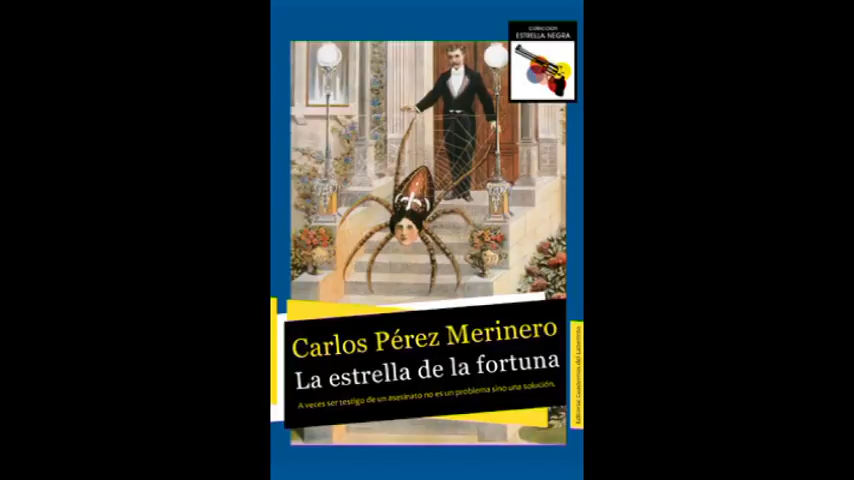 COLECCIÓN
ESTRELLA NEGRA
Carlos Pérez Merinero
La estrella de la fortuna
A veces ser testigo de un asesinato no es un problema sino una solución.
Editorial Cuadernos del Laberinto